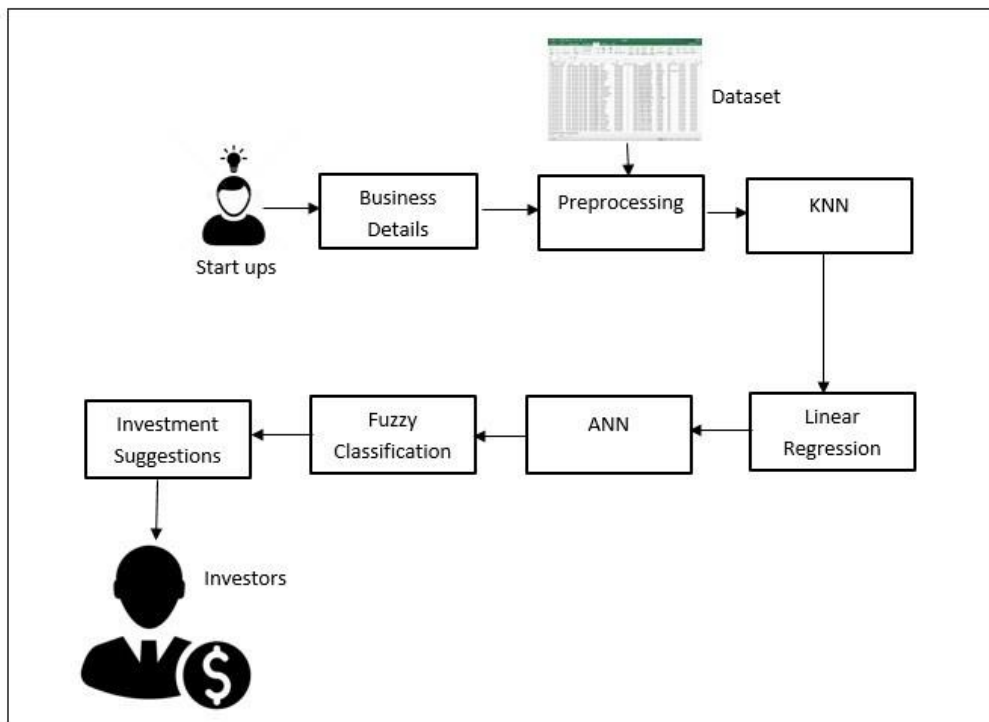 Dataset
Business
Details
Preprocessing
KNN
Start ups
Investment
Suggestions
Fuzzy
Classification
ANN
Linear
Regression
Investors
$